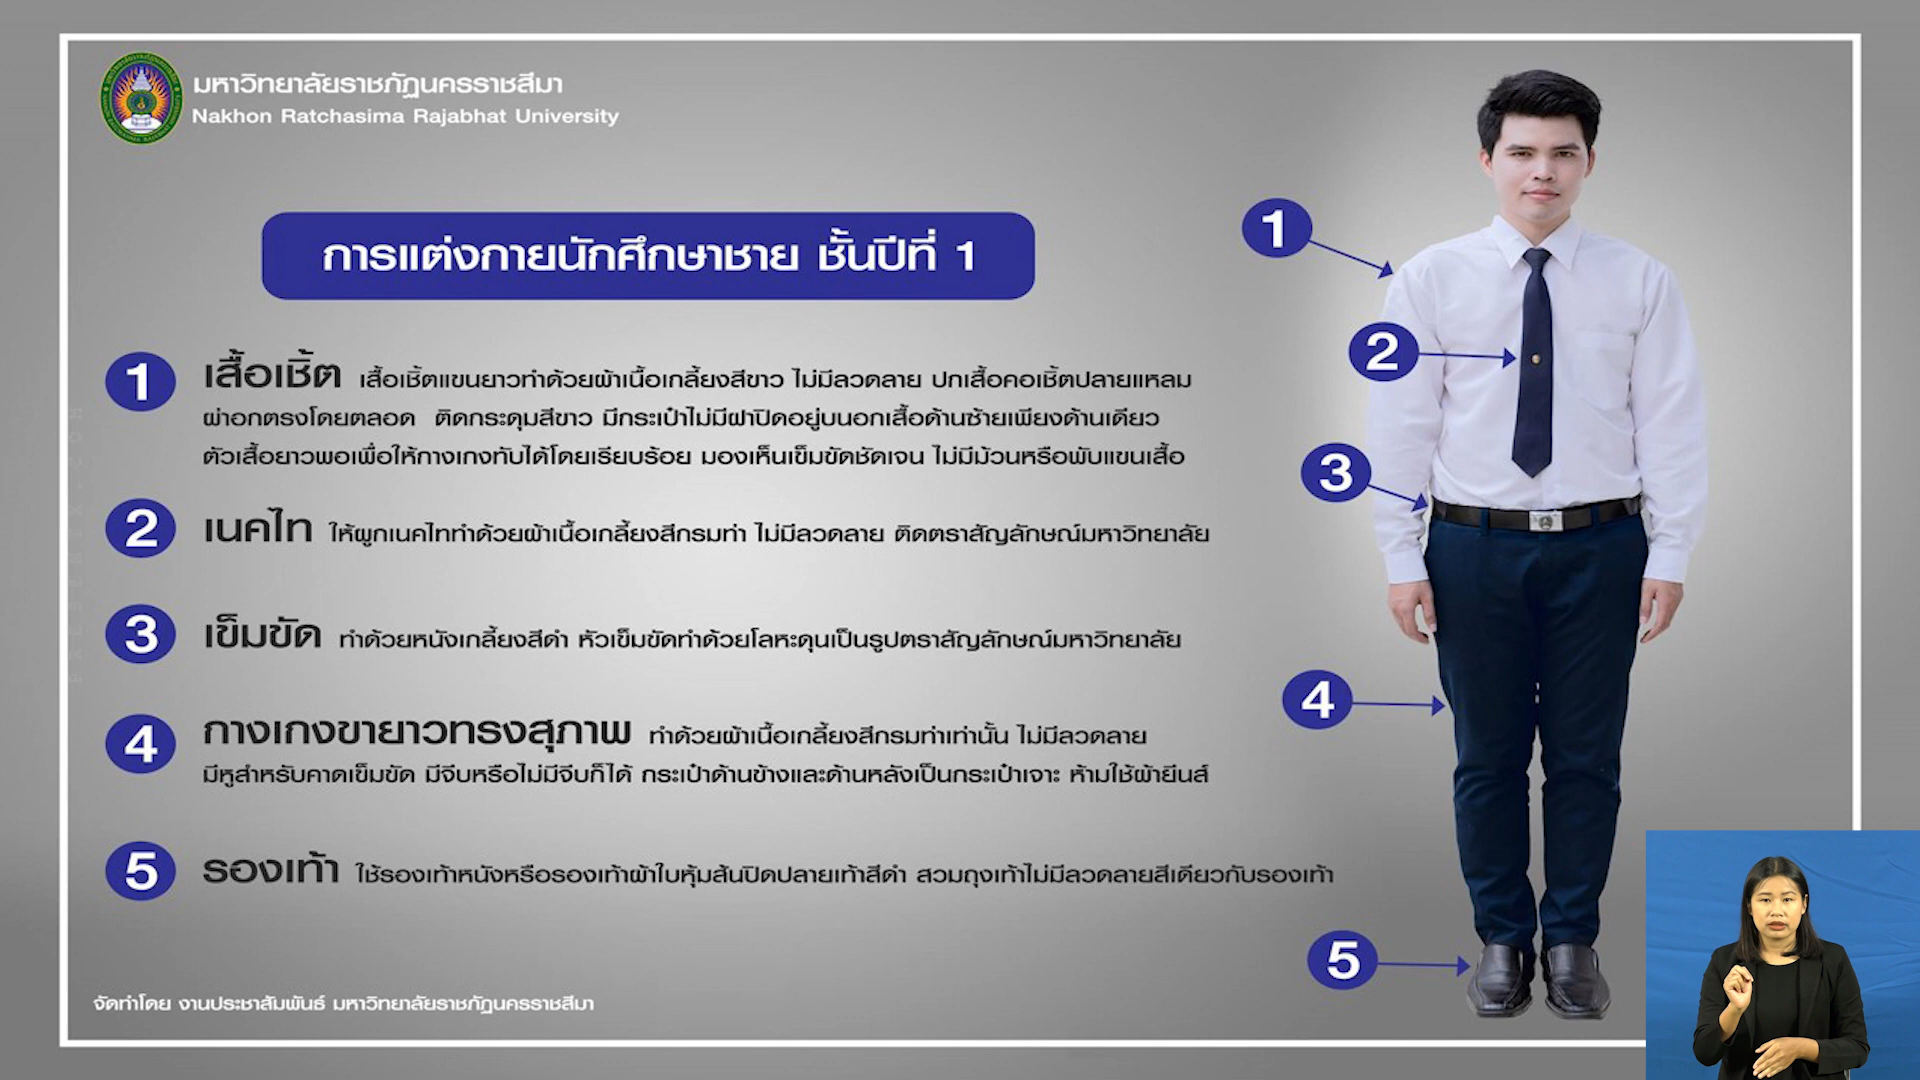 มหาวิทยาลัยราชภัฏนครราชสีมา
Nakhon Ratchasima Rajabhat University
การแต่งกายนักศึกษาชาย ชั้นปีที่ 1
1 เสื้อเชิ้ต เสื้อเชิ้ตแขนยาวทำด้วยผ้าเนื้อเกลี้ยงสีขาว ไม่มีลวดลาย ปกเสื้อคอเชิ้ตปลายแหลม
ผ่าอกตรงโดยตลอด ติดกระดุมสีขาว มีกระเป๋าไม่มีฝาปิดอยู่บนอกเสื้อด้านซ้ายเพียงด้านเดียว
ตัวเสื้อยาวพอเพื่อให้กางเกงทับได้โดยเรียบร้อย มองเห็นเข็มขัดชัดเจน ไม่มีม้วนหรือพับแขนเสื้อ
2 เนคไท ให้ผูกเนคไททำด้วยผ้าเนื้อเกลี้ยงสีกรมท่า ไม่มีลวดลาย ติดตราสัญลักษณ์มหาวิทยาลัย
3 เข็มขัด ทำด้วยหนังเกลี้ยงสีดำ หัวเข็มขัดทำด้วยโลหะดุนเป็นรูปตราสัญลักษณ์มหาวิทยาลัย
4 กางเกงขายาวทรงสุภาพ ทำด้วยผ้าเนื้อเกลี้ยงสีกรมท่าเท่านั้น ไม่มีลวดลาย
มีหูสำหรับคาดเข็มขัด มีจีบหรือไม่มีจีบก็ได้ กระเป๋าด้านข้างและด้านหลังเป็นกระเป๋าเจาะ ห้ามใช้ผ้ายีนส์
5 รองเท้า ใช้รองเท้าหนังหรือรองเท้าผ้าใบหุ้มส้นปิดปลายเท้าสีดำ สวมถุงเท้าไม่มีลวดลายสีเดียวกับรองเท้า
จัดทำโดย งานประชาสัมพันธ์ มหาวิทยาลัยราชภัฏนครราชสีมา
1
2
3
4
5